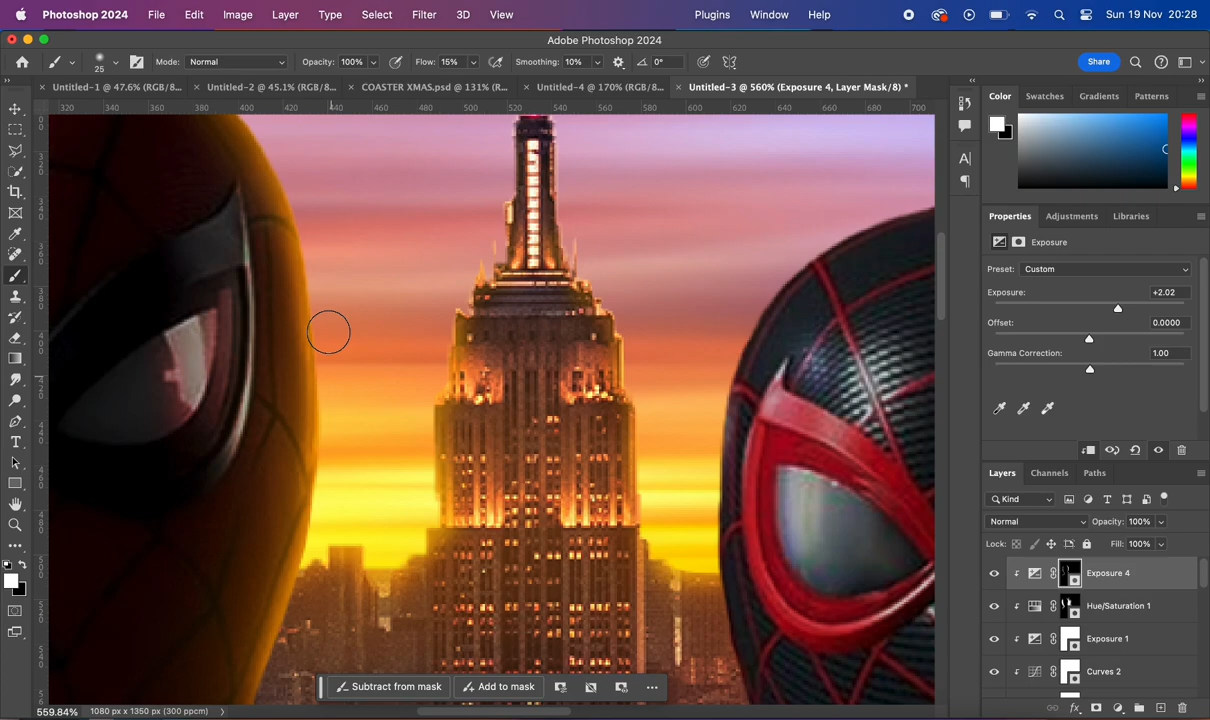 Photoshop 2024 File Edit Image Layer Type Select Filter 3D View Plugins Window Help Sun 19 Nov 20:28
Adobe Photoshop 2024
25 Mode: Normal Opacity: 100% Flow: 15% Smoothing: 10% 0° Share
Untitled-1 @ 47.6% (RGB/8... Untitled-2 @ 45.1% (RGB/8... COASTER XMAS.psd @ 131% (R... Untitled-4 @ 170% (RGB/8... Untitled-3 @ 560% (Exposure 4, Layer Mask/8) *
320 340 360 380 400 420 440 460 480 500 520 540 560 580 600 620 640 660 680 700
Color Swatches Gradients Patterns
Properties Adjustments Libraries
Exposure
Preset: Custom
Exposure: +2.02
Offset: 0.0000
Gamma Correction: 1.00
Layers Channels Paths
Kind
Normal Opacity: 100%
Lock: Fill: 100%
Exposure 4
Hue/Saturation 1
Exposure 1
Curves 2
Subtract from mask Add to mask
559.84% 1080 px x 1350 px (300 ppcm)